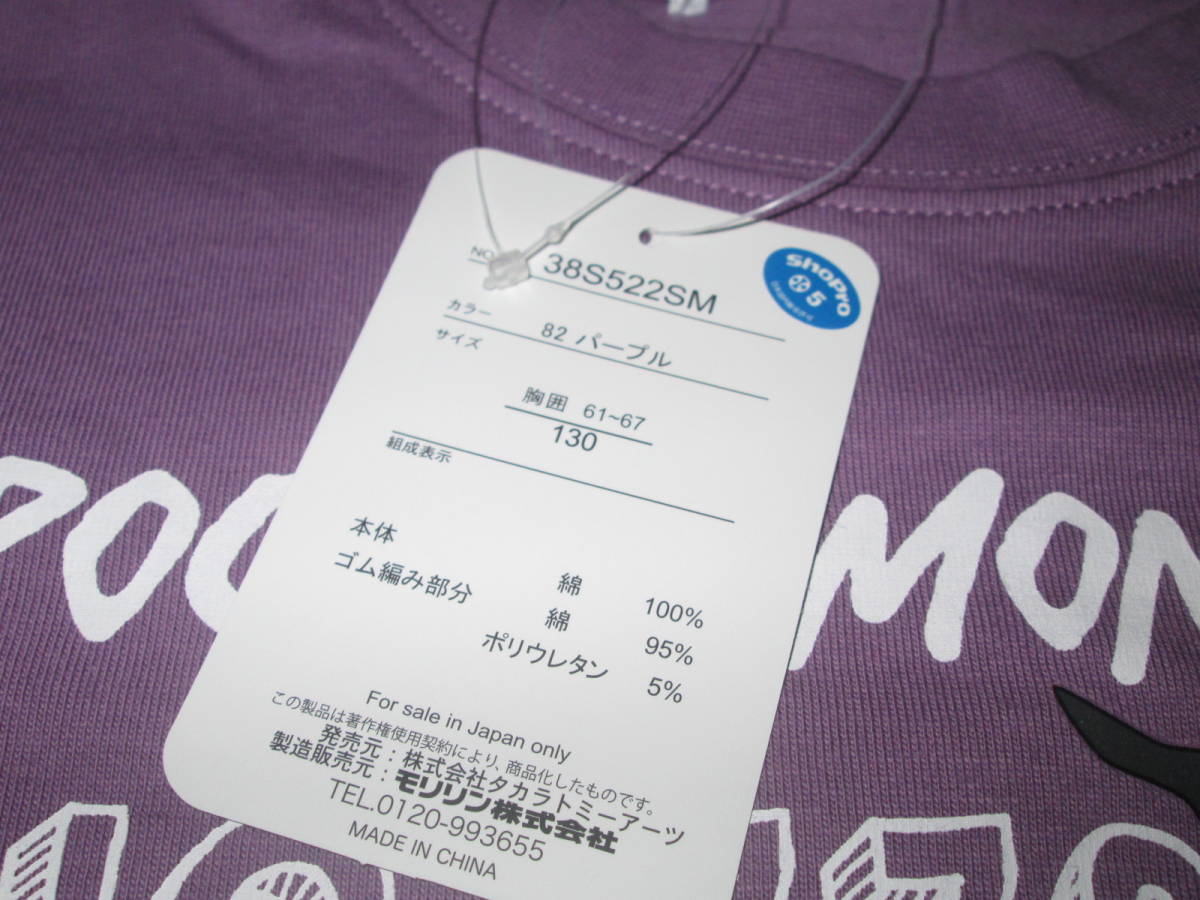 NO. 38S522SM
shoPro
5
カラー 82 パープル
サイズ
胸囲 61~67
130
組成表示
本体 綿 100%
ゴム編み部分 綿 95%
ポリウレタン 5%
For sale in Japan only
この製品は著作権使用契約により、商品化したものです。
発売元：株式会社タカラトミーアーツ
製造販売元：モリリン株式会社
TEL.0120-993655
MADE IN CHINA
MON